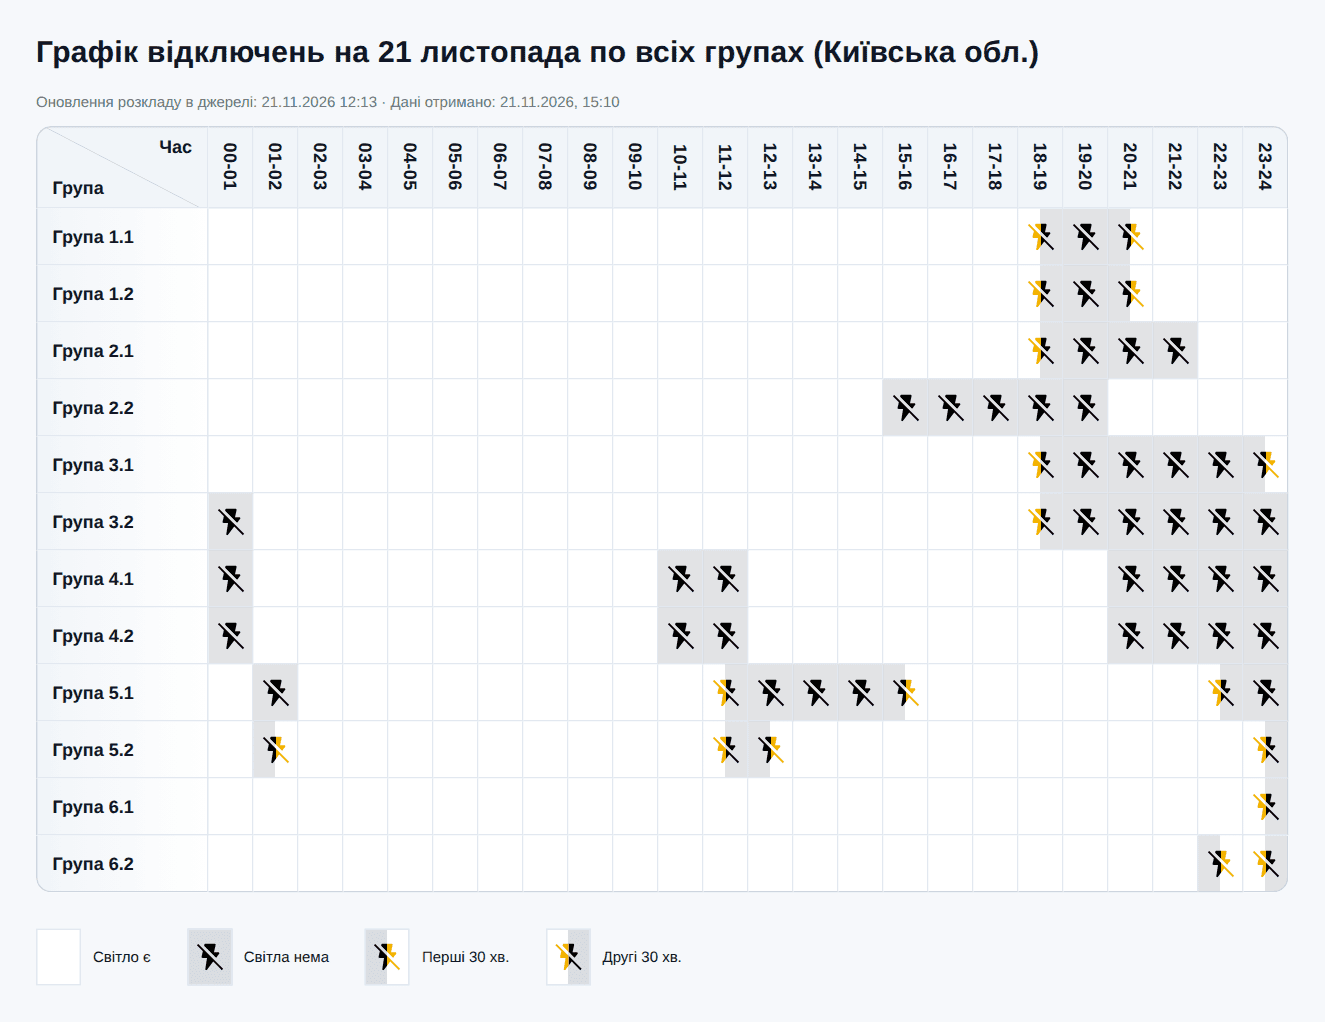 Графік відключень на 21 листопада по всіх групах (Київська обл.)
Оновлення розкладу в джерелі: 21.11.2026 12:13 · Дані отримано: 21.11.2026, 15:10
Час
Група
00-01 01-02 02-03 03-04 04-05 05-06 06-07 07-08 08-09 09-10 10-11 11-12 12-13 13-14 14-15 15-16 16-17 17-18 18-19 19-20 20-21 21-22 22-23 23-24
Група 1.1
Група 1.2
Група 2.1
Група 2.2
Група 3.1
Група 3.2
Група 4.1
Група 4.2
Група 5.1
Група 5.2
Група 6.1
Група 6.2
Світло є Світла нема Перші 30 хв. Другі 30 хв.